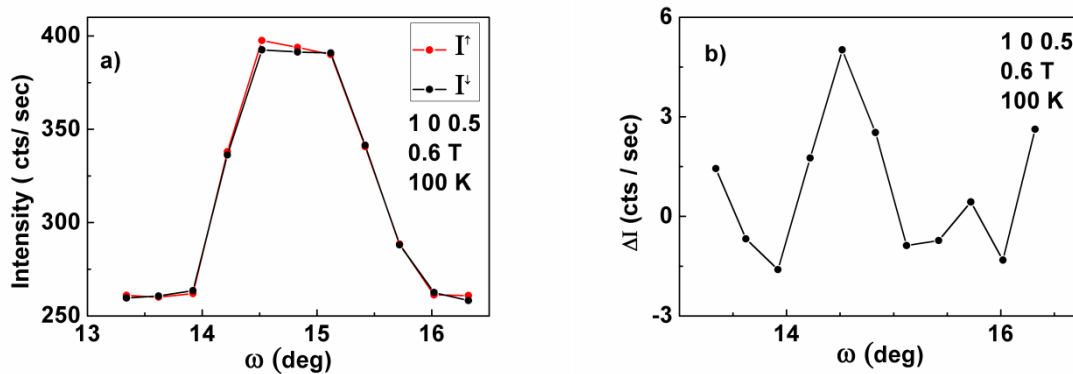 a)
Intensity ( cts/ sec)
400
350
300
250
13
14
15
16
ω (deg)
I↑
I↓
1 0 0.5
0.6 T
100 K
b)
ΔI (cts / sec)
6
3
0
-3
14
16
ω (deg)
1 0 0.5
0.6 T
100 K